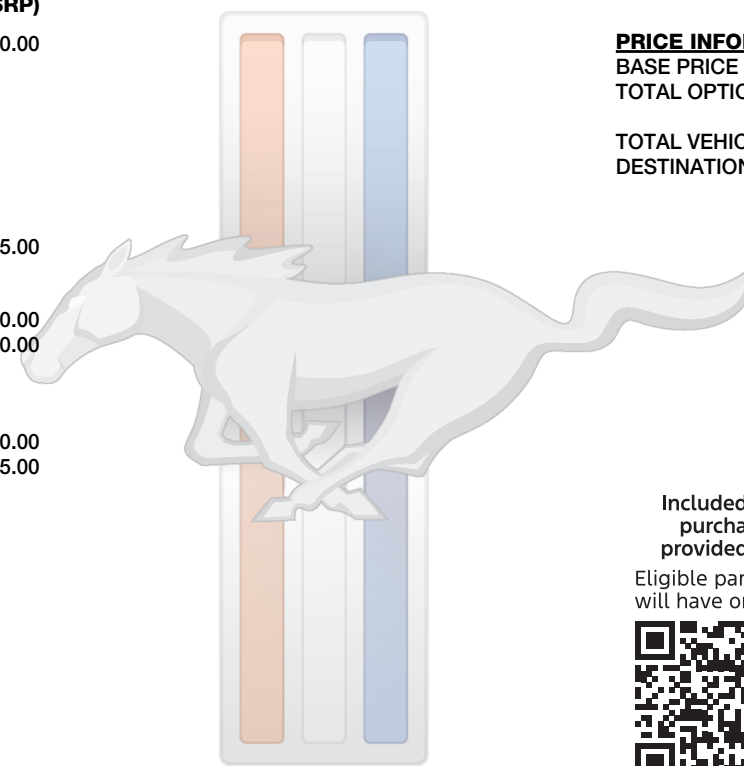 SRP)
0.00
5.00
0.00
0.00
0.00
5.00
PRICE INFO
BASE PRICE
TOTAL OPTIO
TOTAL VEHIC
DESTINATION
Included
purcha
provided
Eligible par
will have or